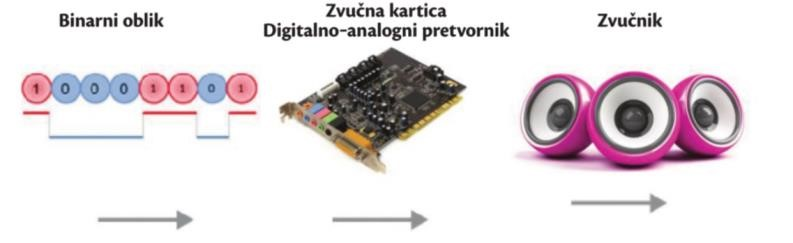 Binarni oblik
Zvučna kartica
Digitalno-analogni pretvornik
Zvučnik
1 0 0 0 1 1 0 1